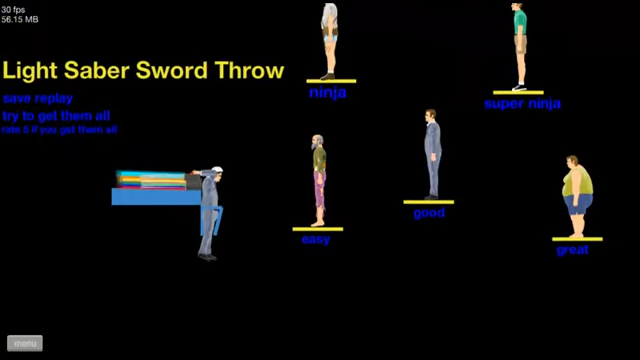 30 fps
56.15 MB
Light Saber Sword Throw
save replay
try to get them all
rate 5 if you get them all
ninja
super ninja
good
easy
great
menu